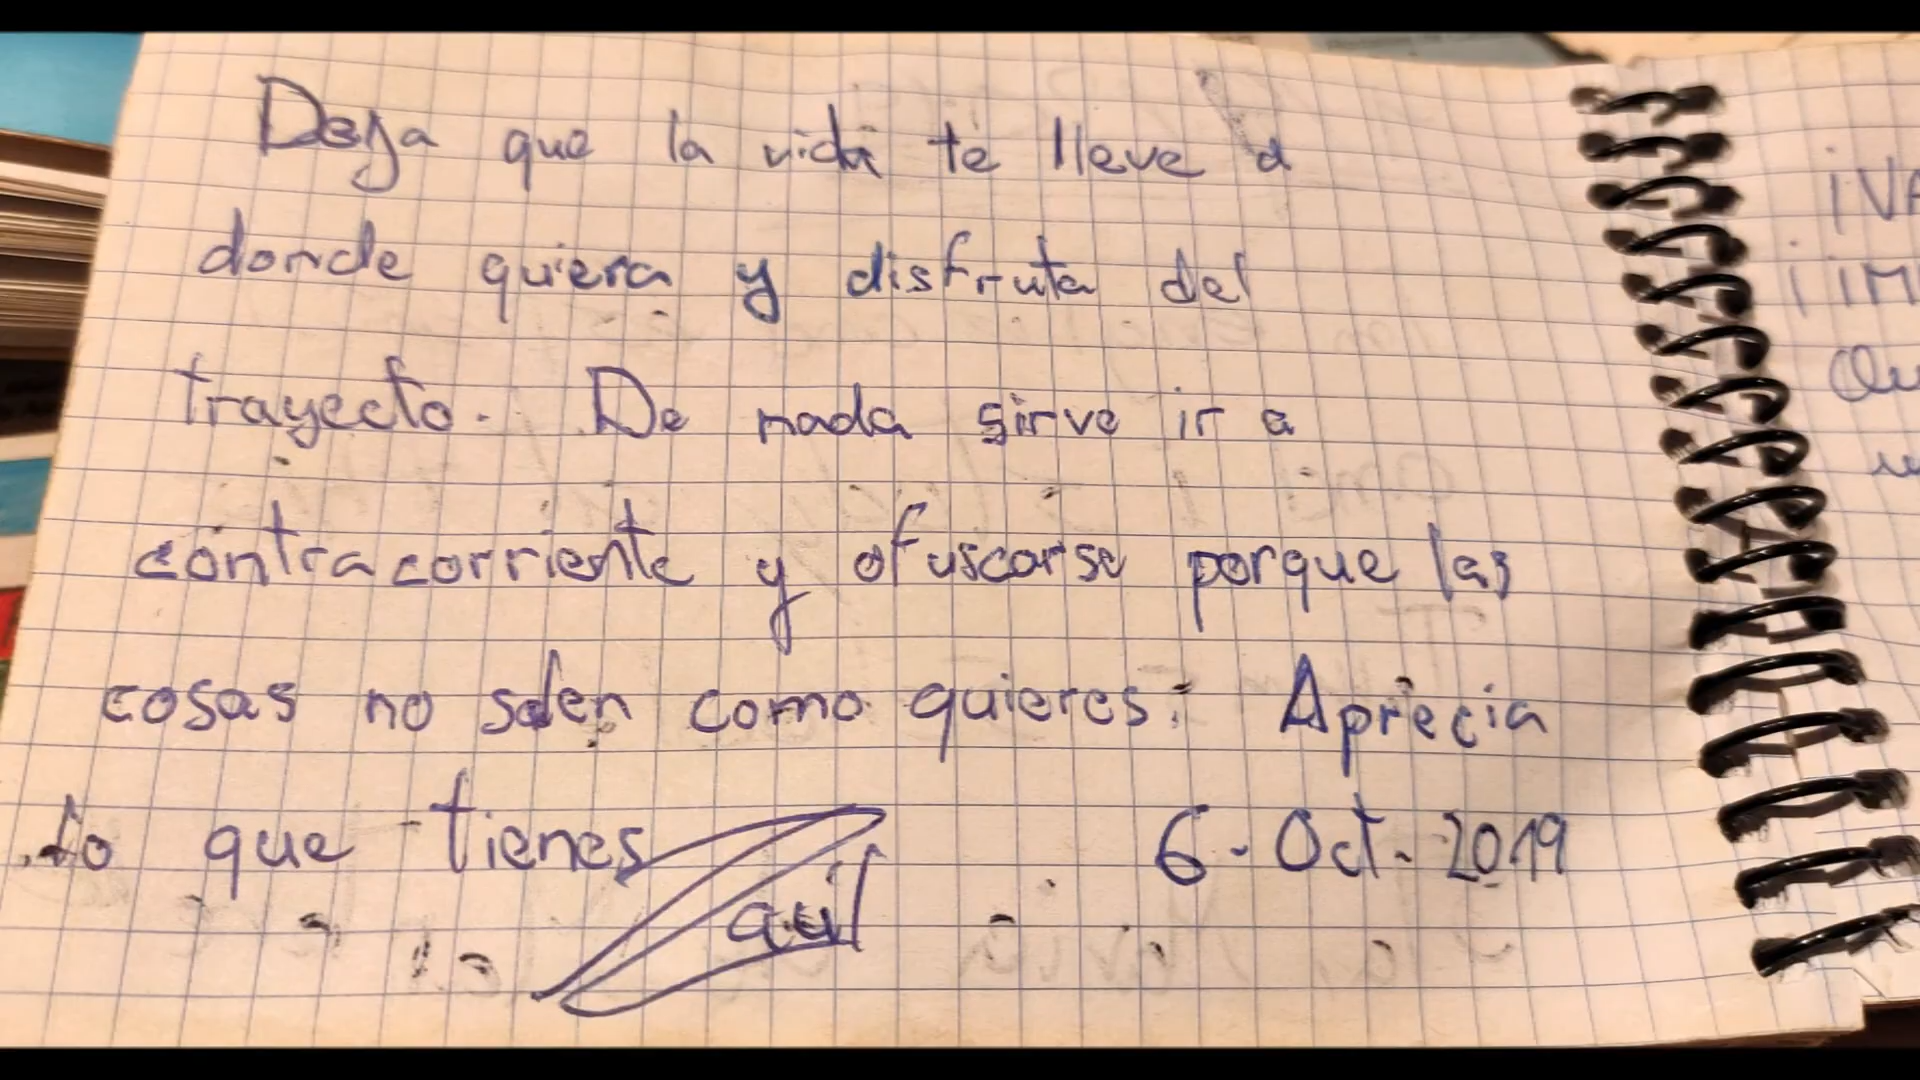 Deja que la vida te lleve a
donde quiera y disfruta del
trayecto. De nada sirve ir a
contracorriente y ofuscarse porque las
cosas no salen como quieres. Aprecia
lo que tienes
6-Oct-2019